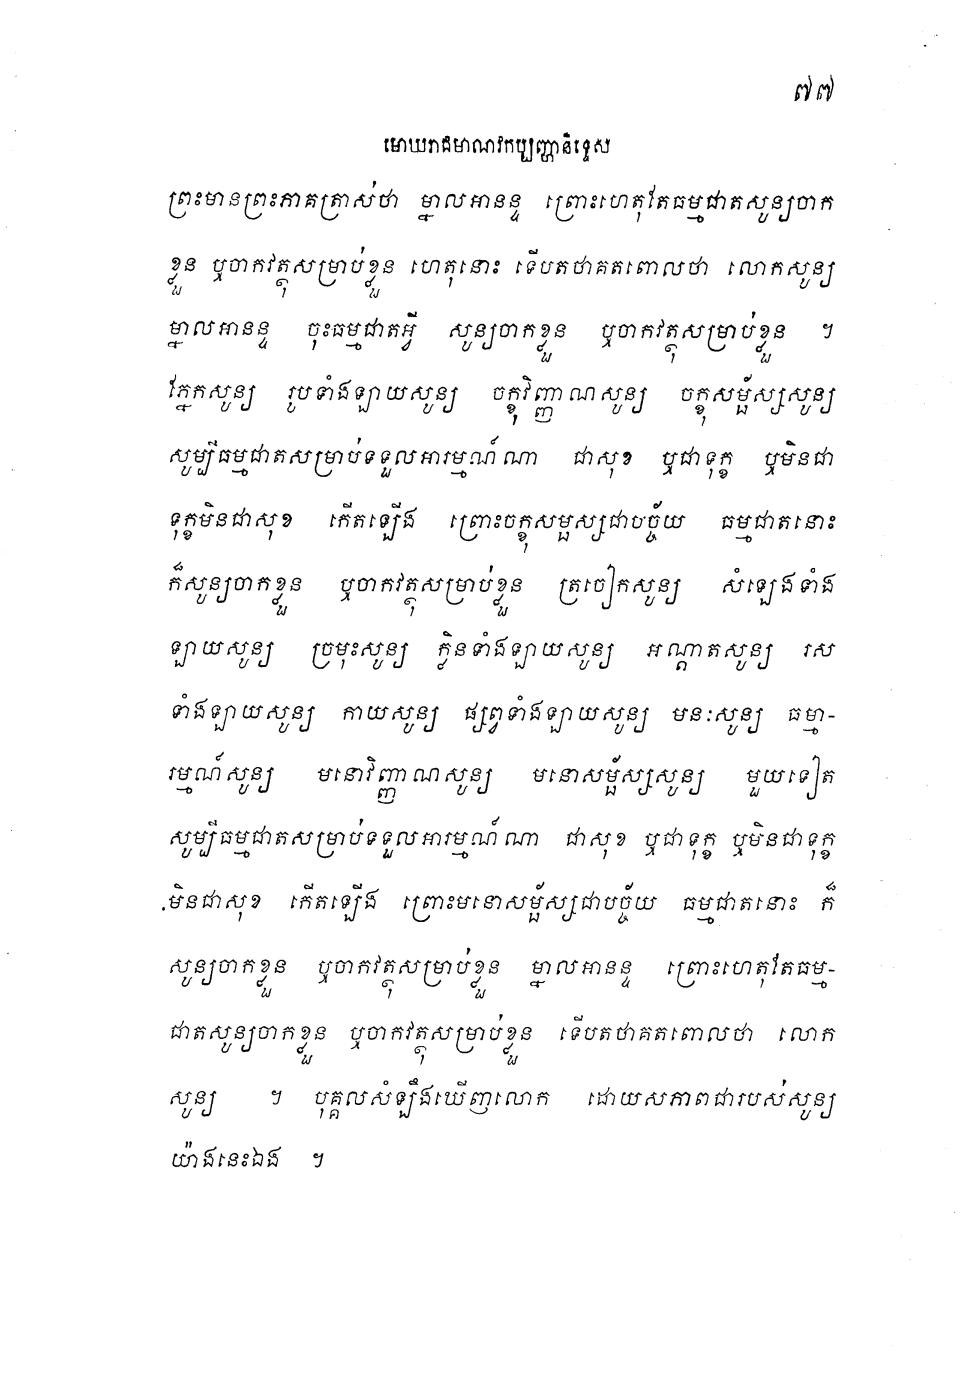 ៧៧
មោឃរាជមាណវកប្បញ្ហានិទ្ទេស
ព្រះមានព្រះភាគត្រាស់ថា ម្នាលអានន្ទ ព្រោះហេតុតែធម្មជាតសូន្យចាក
ខ្លួន ឬចាកវត្ថុសម្រាប់ខ្លួន ហេតុនោះ ទើបតថាគតពោលថា លោកសូន្យ
ម្នាលអានន្ទ ចុះធម្មជាតអ្វី សូន្យចាកខ្លួន ឬចាកវត្ថុសម្រាប់ខ្លួន ។
ភ្នែកសូន្យ រូបទាំងឡាយសូន្យ ចក្ខុវិញ្ញាណសូន្យ ចក្ខុសម្ផ័ស្សសូន្យ
សូម្បីធម្មជាតសម្រាប់ទទួលអារម្មណ៍ណា ជាសុខ ឬជាទុក្ខ ឬមិនជា
ទុក្ខមិនជាសុខ កើតឡើង ព្រោះចក្ខុសម្ផស្សជាបច្ច័យ ធម្មជាតនោះ
ក៏សូន្យចាកខ្លួន ឬចាកវត្ថុសម្រាប់ខ្លួន ត្រចៀកសូន្យ សំឡេងទាំង
ឡាយសូន្យ ច្រមុះសូន្យ ក្លិនទាំងឡាយសូន្យ អណ្តាតសូន្យ រស
ទាំងឡាយសូន្យ កាយសូន្យ ផ្សព្វទាំងឡាយសូន្យ មនៈសូន្យ ធម្មា-
រម្មណ៍សូន្យ មនោវិញ្ញាណសូន្យ មនោសម្ផ័ស្សសូន្យ មួយទៀត
សូម្បីធម្មជាតសម្រាប់ទទួលអារម្មណ៍ណា ជាសុខ ឬជាទុក្ខ ឬមិនជាទុក្ខ
មិនជាសុខ កើតឡើង ព្រោះមនោសម្ផ័ស្សជាបច្ច័យ ធម្មជាតនោះ ក៏
សូន្យចាកខ្លួន ឬចាកវត្ថុសម្រាប់ខ្លួន ម្នាលអានន្ទ ព្រោះហេតុតែធម្ម-
ជាតសូន្យចាកខ្លួន ឬចាកវត្ថុសម្រាប់ខ្លួន ទើបតថាគតពោលថា លោក
សូន្យ ។ បុគ្គលសំឡឹងឃើញលោក ដោយសភាពជារបស់សូន្យ
យ៉ាងនេះឯង ។